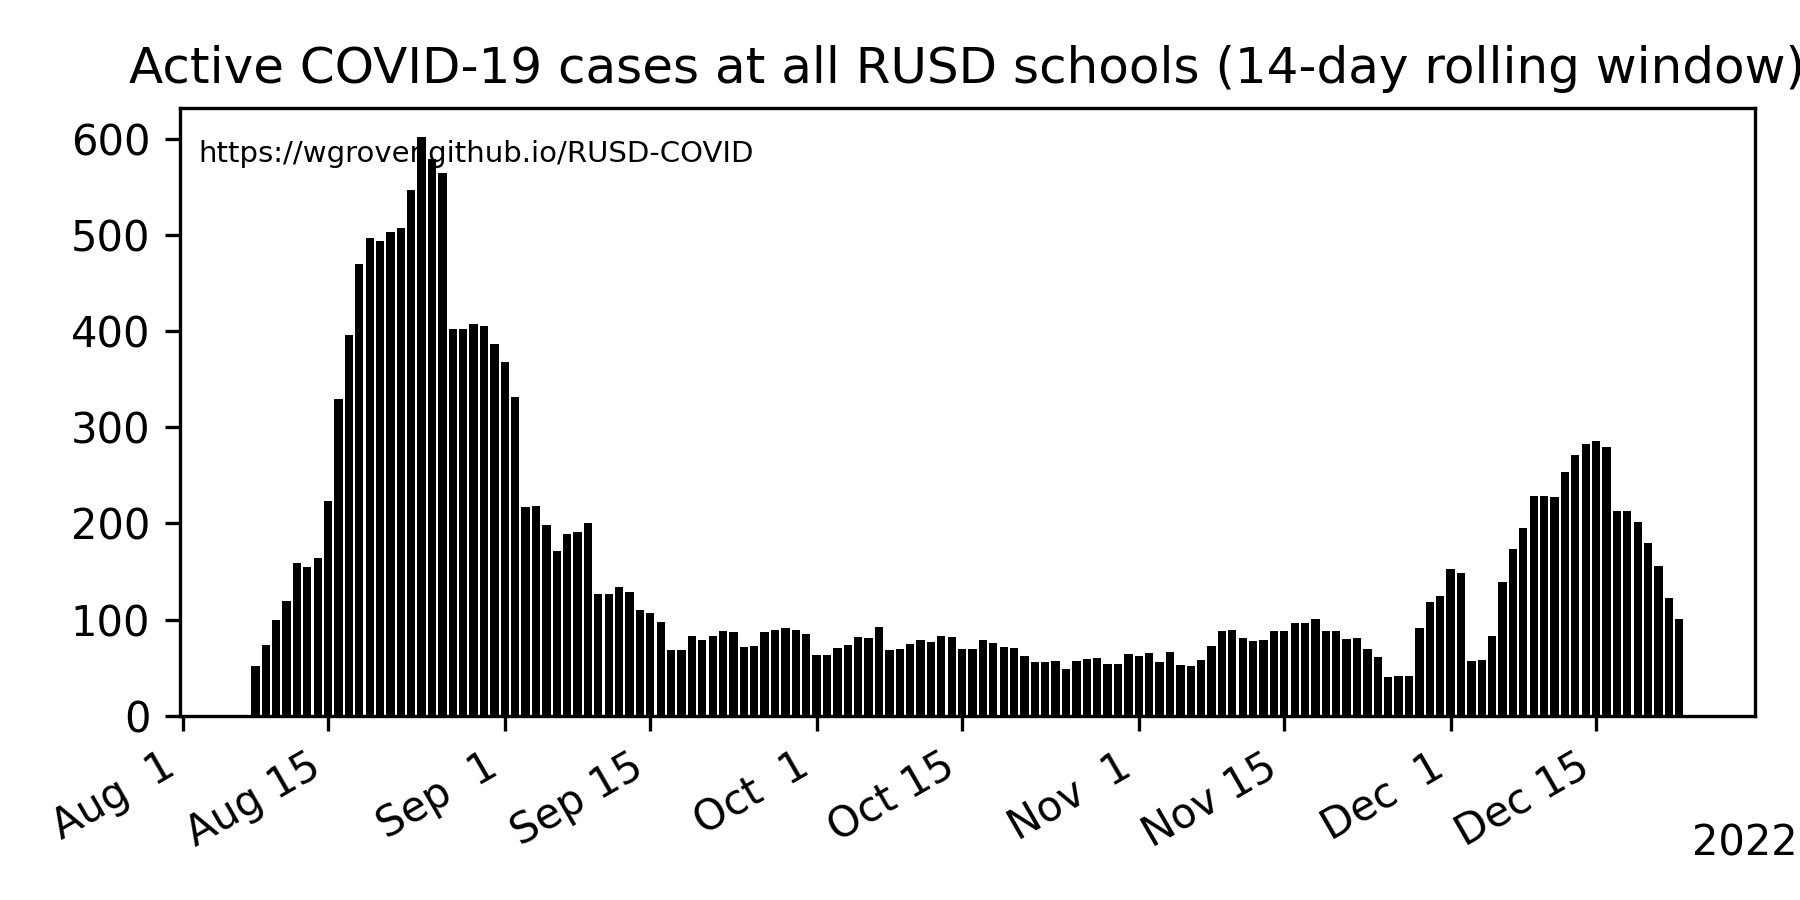 Active COVID-19 cases at all RUSD schools (14-day rolling window)
https://wgrover.github.io/RUSD-COVID
600
500
400
300
200
100
0
Aug 1
Aug 15
Sep 1
Sep 15
Oct 1
Oct 15
Nov 1
Nov 15
Dec 1
Dec 15
2022